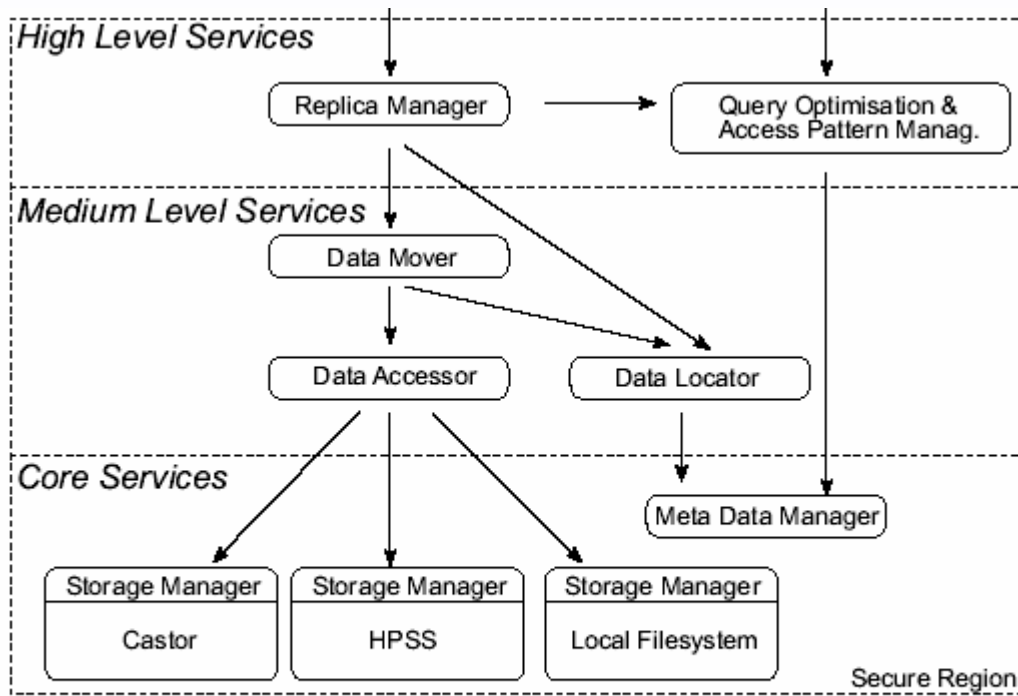 High Level Services
Replica Manager
Query Optimisation &
Access Pattern Manag.
Medium Level Services
Data Mover
Data Accessor
Data Locator
Core Services
Meta Data Manager
Storage Manager
Castor
Storage Manager
HPSS
Storage Manager
Local Filesystem
Secure Region